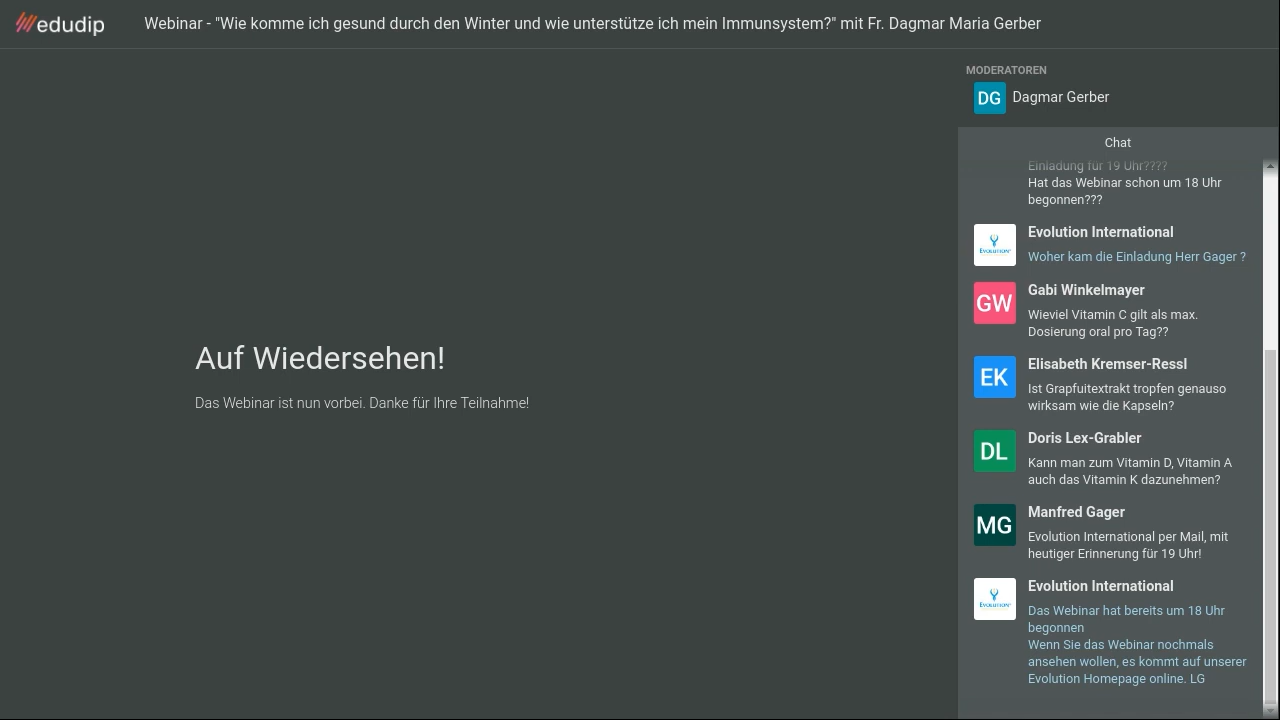 edudip
Webinar - "Wie komme ich gesund durch den Winter und wie unterstütze ich mein Immunsystem?" mit Fr. Dagmar Maria Gerber
Auf Wiedersehen!
Das Webinar ist nun vorbei. Danke für Ihre Teilnahme!
MODERATOREN
DG
Dagmar Gerber
Chat
Einladung für 19 Uhr????
Hat das Webinar schon um 18 Uhr
begonnen???
EVOLUTION
Evolution International
Woher kam die Einladung Herr Gager ?
GW
Gabi Winkelmayer
Wieviel Vitamin C gilt als max.
Dosierung oral pro Tag??
EK
Elisabeth Kremser-Ressl
Ist Grapfuitextrakt tropfen genauso
wirksam wie die Kapseln?
DL
Doris Lex-Grabler
Kann man zum Vitamin D, Vitamin A
auch das Vitamin K dazunehmen?
MG
Manfred Gager
Evolution International per Mail, mit
heutiger Erinnerung für 19 Uhr!
EVOLUTION
Evolution International
Das Webinar hat bereits um 18 Uhr
begonnen
Wenn Sie das Webinar nochmals
ansehen wollen, es kommt auf unserer
Evolution Homepage online. LG